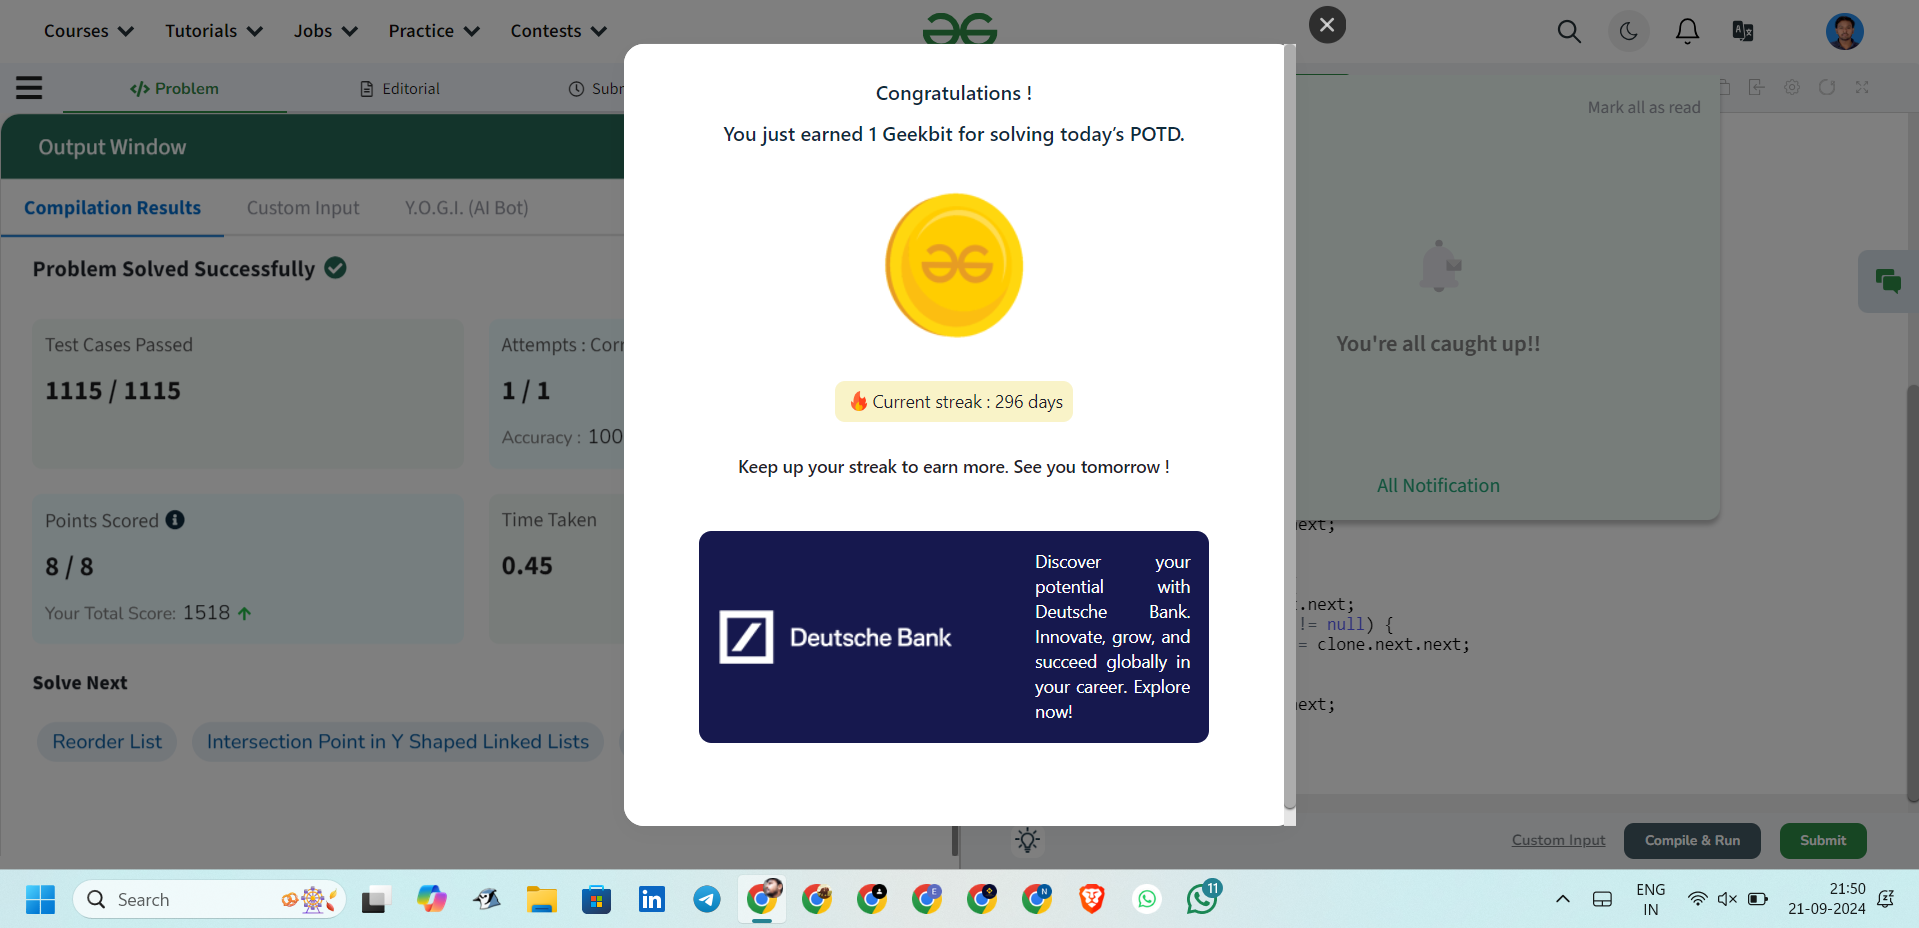 Courses Tutorials Jobs Practice Contests
Problem Editorial Subr
Output Window
Compilation Results Custom Input Y.O.G.I. (AI Bot)
Problem Solved Successfully
Test Cases Passed
1115 / 1115
Attempts : Corr
1 / 1
Accuracy : 100
Points Scored
8 / 8
Your Total Score: 1518
Time Taken
0.45
Solve Next
Reorder List Intersection Point in Y Shaped Linked Lists
Congratulations !
You just earned 1 Geekbit for solving today’s POTD.
Current streak : 296 days
Keep up your streak to earn more. See you tomorrow !
Deutsche Bank
Discover your
potential with
Deutsche Bank.
Innovate, grow, and
succeed globally in
your career. Explore
now!
Mark all as read
You're all caught up!!
All Notification
ext;
.next;
!= null) {
= clone.next.next;
ext;
Custom Input Compile & Run Submit
Search
11
ENG
IN
21:50
21-09-2024